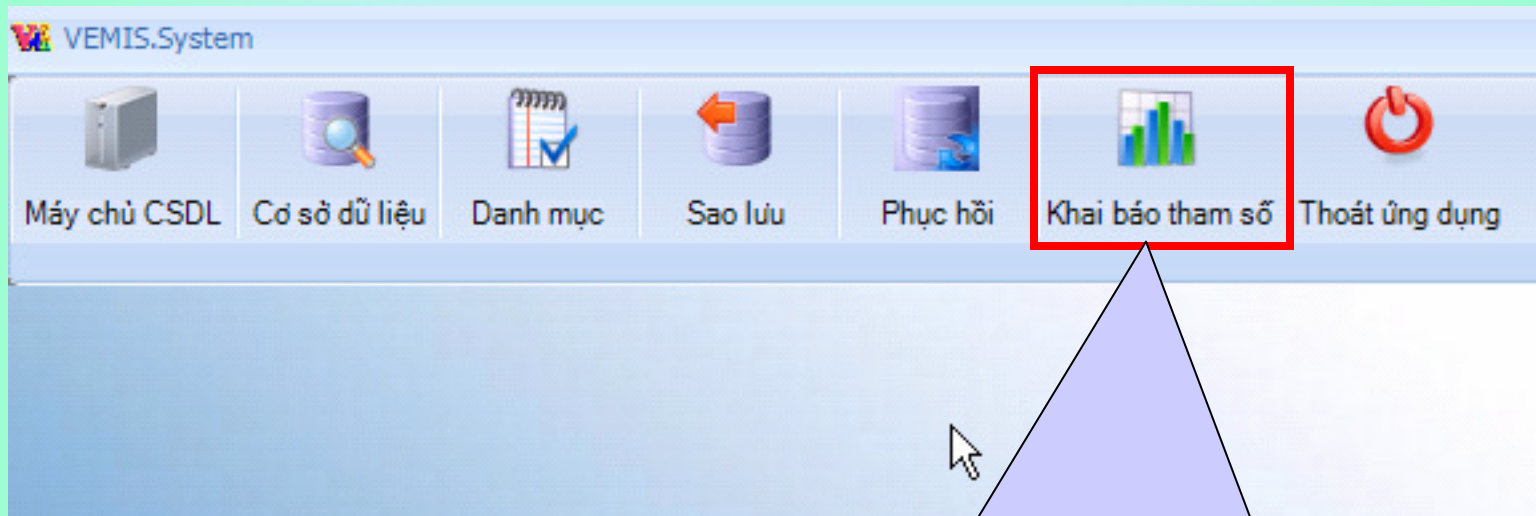 VEMIS.System
Máy chủ CSDL Cơ sở dữ liệu Danh mục Sao lưu Phục hồi Khai báo tham số Thoát ứng dụng